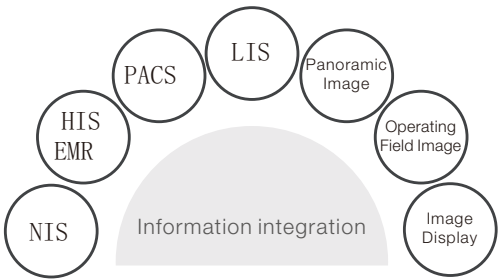 LIS
PACS
Panoramic
Image
HIS
EMR
Operating
Field Image
NIS
Information integration
Image
Display